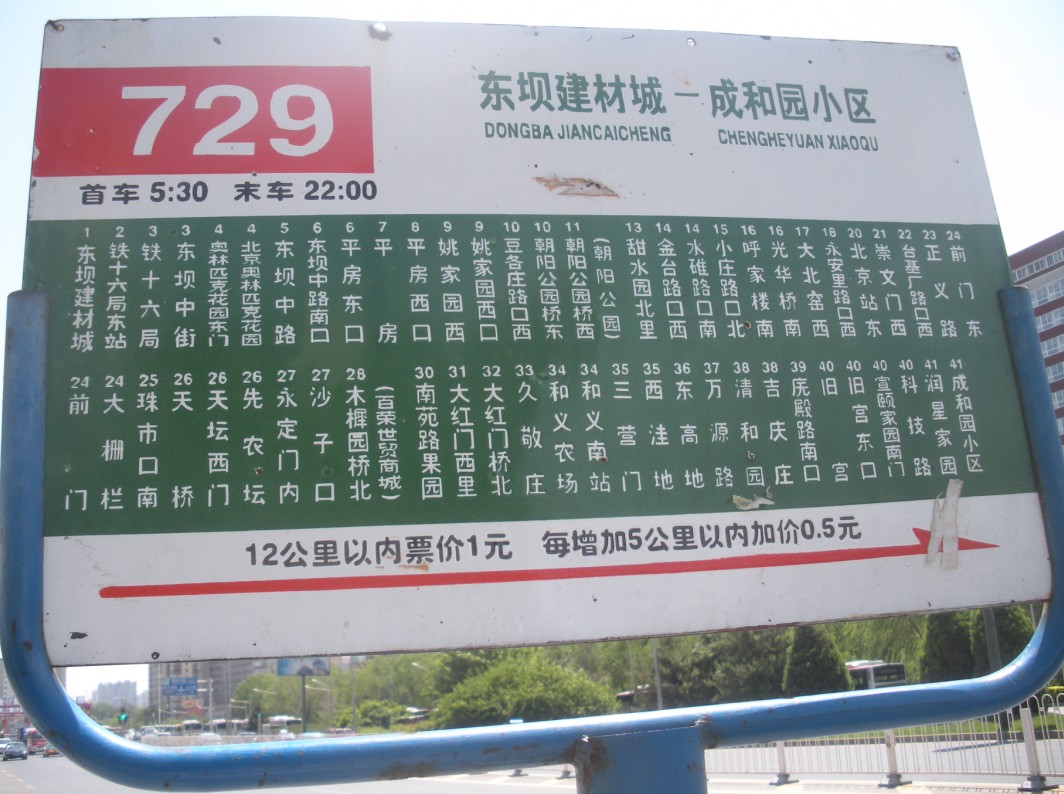 729
东坝建材城 — 成和园小区
DONGBA JIANCAICHENG CHENGHEYUAN XIAOQU
首车 5:30 末车 22:00
1 东坝建材城
2 铁十六局东站
3 铁十六局
3 东坝中街
4 奥林匹克花园东门
4 北京奥林匹克花园
5 东坝中路
6 东坝中路南口
6 平房东口
7 平房
8 平房西口
9 姚家园西
9 姚家园西口
10 豆各庄路口西
10 朝阳公园桥东
11 朝阳公园桥西
(朝阳公园)
13 甜水园北里
14 金台路口西
14 水碓路口南
15 小庄路口北
16 呼家楼南
16 光华桥南
17 大北窑西
18 永安里路口西
20 北京站东
21 崇文门西
22 台基厂路口西
23 正义路
24 前门东
24 前门
24 大栅栏
25 珠市口南
26 天桥
26 天坛西门
26 先农坛
27 永定门内
27 沙子口
28 木樨园桥北
(百荣世贸商城)
30 南苑路果园
31 大红门西里
32 大红门桥北
33 久敬庄
34 和义农场
34 和义南站
35 三营门
35 西洼地
36 东高地
37 万源路
38 清和园
38 吉庆庄
39 庑殿路南口
40 旧宫
40 旧宫东口
40 富颐家园南门
40 科技路
41 润星家园
41 成和园小区
12公里以内票价1元 每增加5公里以内加价0.5元